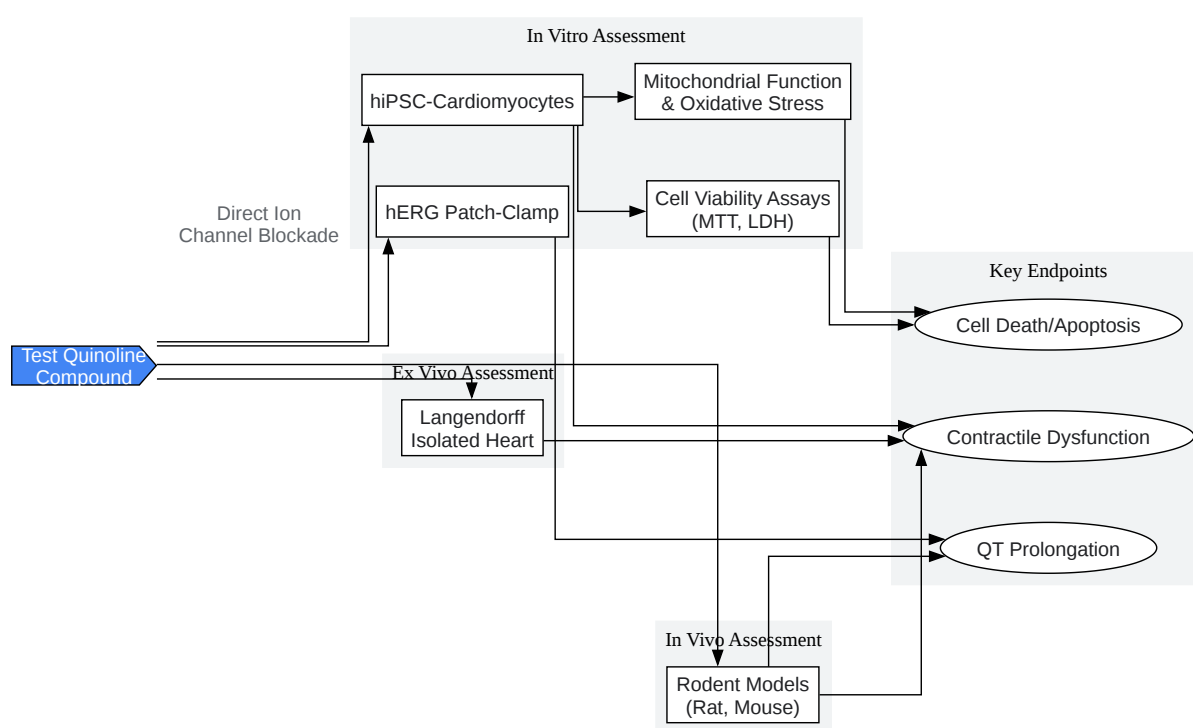 In Vitro Assessment
hiPSC-Cardiomyocytes
Mitochondrial Function
& Oxidative Stress
hERG Patch-Clamp
Cell Viability Assays
(MTT, LDH)
Direct Ion
Channel Blockade
Key Endpoints
Cell Death/Apoptosis
Test Quinoline
Compound
Ex Vivo Assessment
Langendorff
Isolated Heart
Contractile Dysfunction
QT Prolongation
In Vivo Assessment
Rodent Models
(Rat, Mouse)